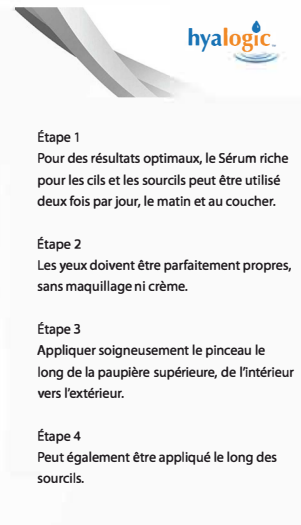 hyalogic
Étape 1
Pour des résultats optimaux, le Sérum riche
pour les cils et les sourcils peut être utilisé
deux fois par jour, le matin et au coucher.
Étape 2
Les yeux doivent être parfaitement propres,
sans maquillage ni crème.
Étape 3
Appliquer soigneusement le pinceau le
long de la paupière supérieure, de l'intérieur
vers l'extérieur.
Étape 4
Peut également être appliqué le long des
sourcils.